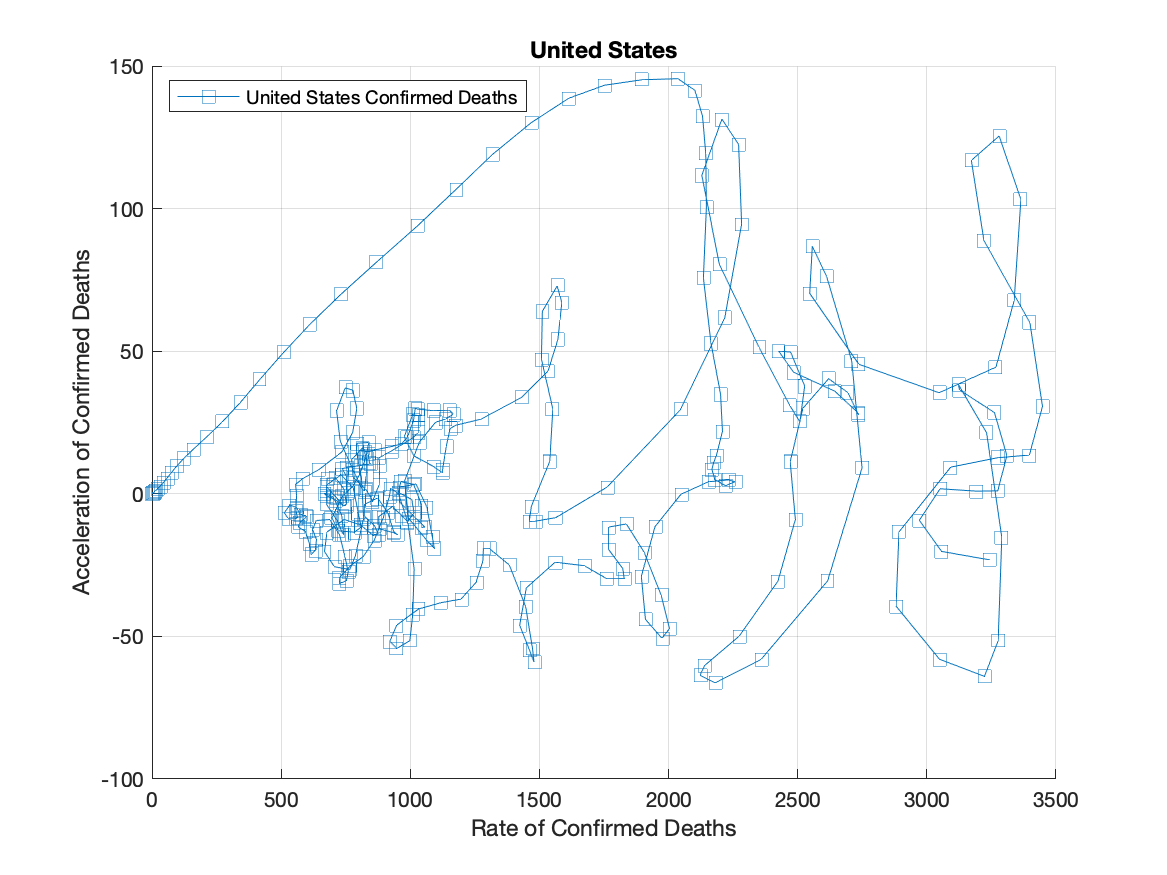 United States
150
United States Confirmed Deaths
100
50
0
-50
-100
Acceleration of Confirmed Deaths
0 500 1000 1500 2000 2500 3000 3500
Rate of Confirmed Deaths